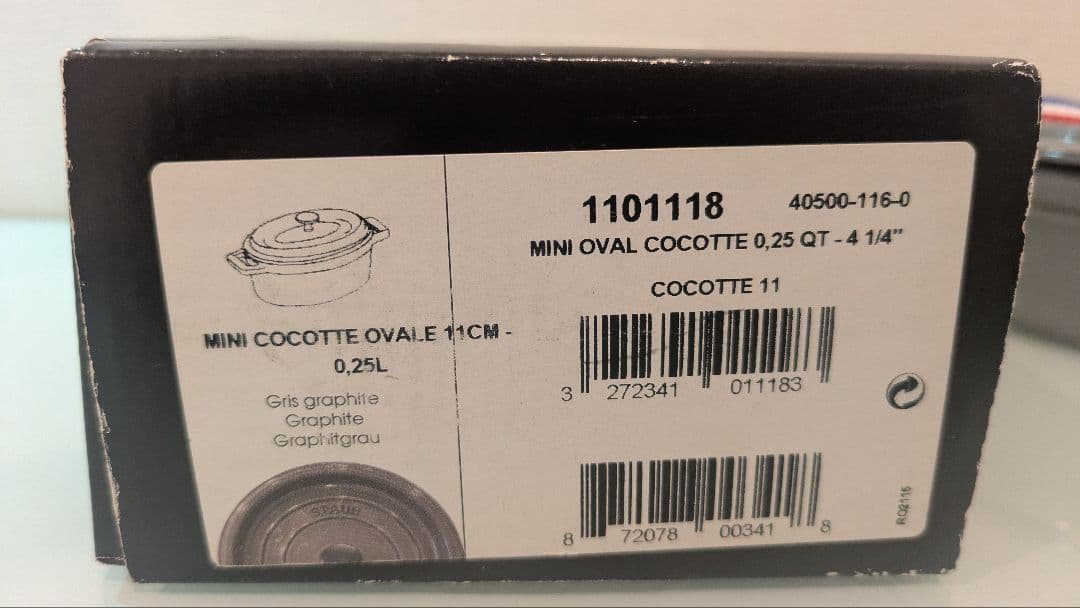 MINI COCOTTE OVALE 11CM -
0,25L
Gris graphite
Graphite
Graphitgrau
STAUB
1101118 40500-116-0
MINI OVAL COCOTTE 0,25 QT - 4 1/4"
COCOTTE 11
3 272341 011183
8 72078 00341 8
RO2115